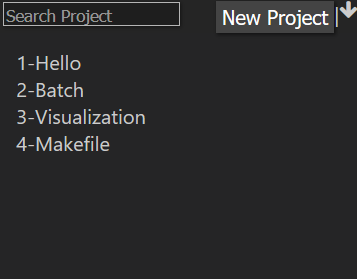 Search Project
New Project
1-Hello
2-Batch
3-Visualization
4-Makefile